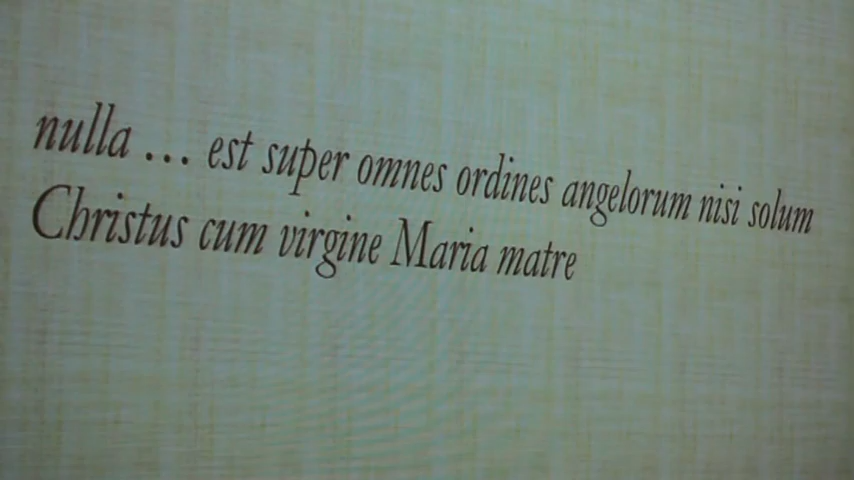 nulla ... est super omnes ordines angelorum nisi solum
Christus cum virgine Maria matre